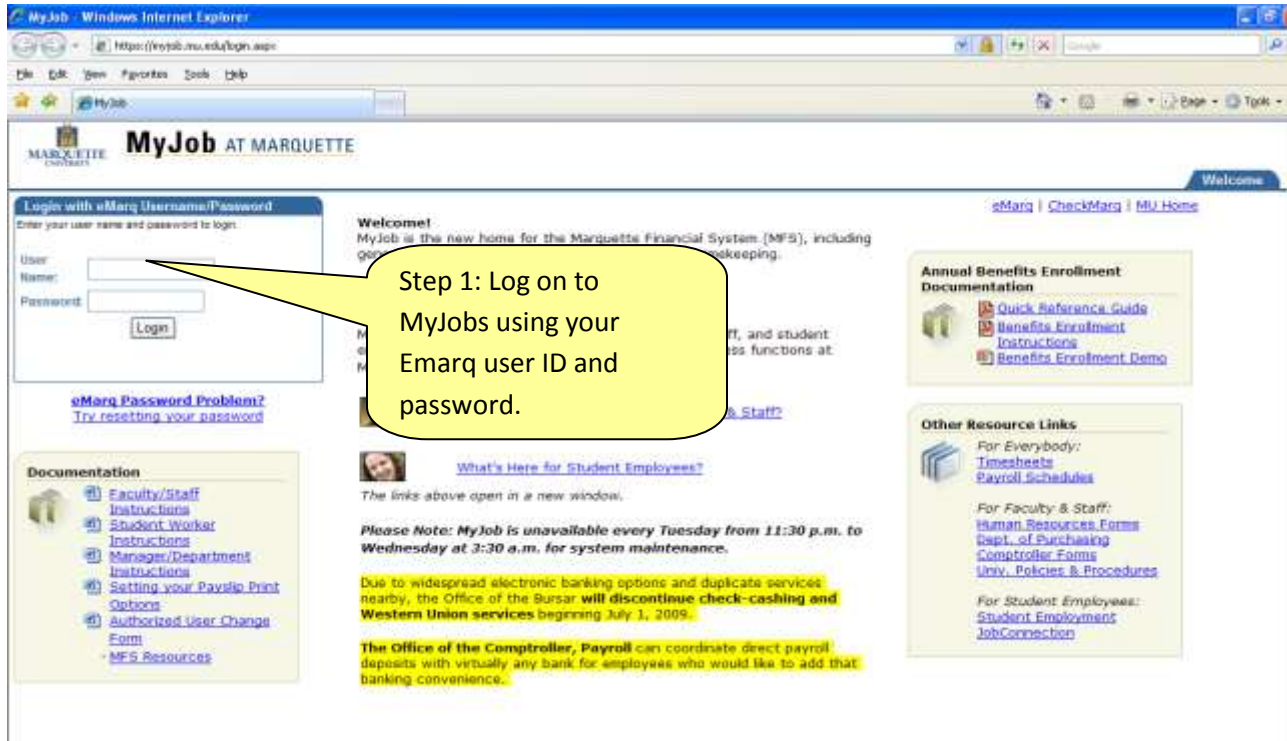 MyJob - Windows Internet Explorer
https://myjob.mu.edu/login.aspx
Google
File Edit View Favorites Tools Help
MyJob
Page Tools
MARQUETTE
UNIVERSITY
MyJob AT MARQUETTE
Welcome
eMarq | CheckMarq | MU Home
Login with eMarq Username/Password
Enter your user name and password to login.
User
Name:
Password:
Login
eMarq Password Problem?
Try resetting your password
Documentation
Faculty/Staff
Instructions
Student Worker
Instructions
Manager/Department
Instructions
Setting your Payslip Print
Options
Authorized User Change
Form
- MFS Resources
Welcome!
MyJob is the new home for the Marquette Financial System (MFS), including
Step 1: Log on to
MyJobs using your
Emarq user ID and
password.
and student
functions at
& Staff?
What's Here for Student Employees?
The links above open in a new window.
Please Note: MyJob is unavailable every Tuesday from 11:30 p.m. to
Wednesday at 3:30 a.m. for system maintenance.
Due to widespread electronic banking options and duplicate services
nearby, the Office of the Bursar will discontinue check-cashing and
Western Union services beginning July 1, 2009.
The Office of the Comptroller, Payroll can coordinate direct payroll
deposits with virtually any bank for employees who would like to add that
banking convenience.
Annual Benefits Enrollment
Documentation
Quick Reference Guide
Benefits Enrollment
Instructions
Benefits Enrollment Demo
Other Resource Links
For Everybody:
Timesheets
Payroll Schedules
For Faculty & Staff:
Human Resources Forms
Dept. of Purchasing
Comptroller Forms
Univ. Policies & Procedures
For Student Employees:
Student Employment
JobConnection